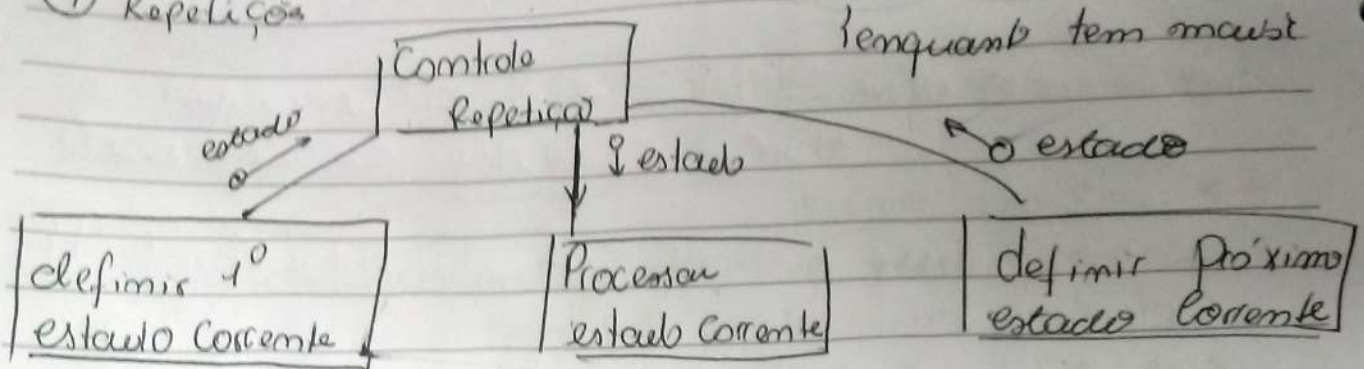 ① Repetições
Controle
Repetição
enquanto tem
estado
estado
estado
definir 1º
estado corrente
Processar
estado corrente
definir próximo
estado corrente